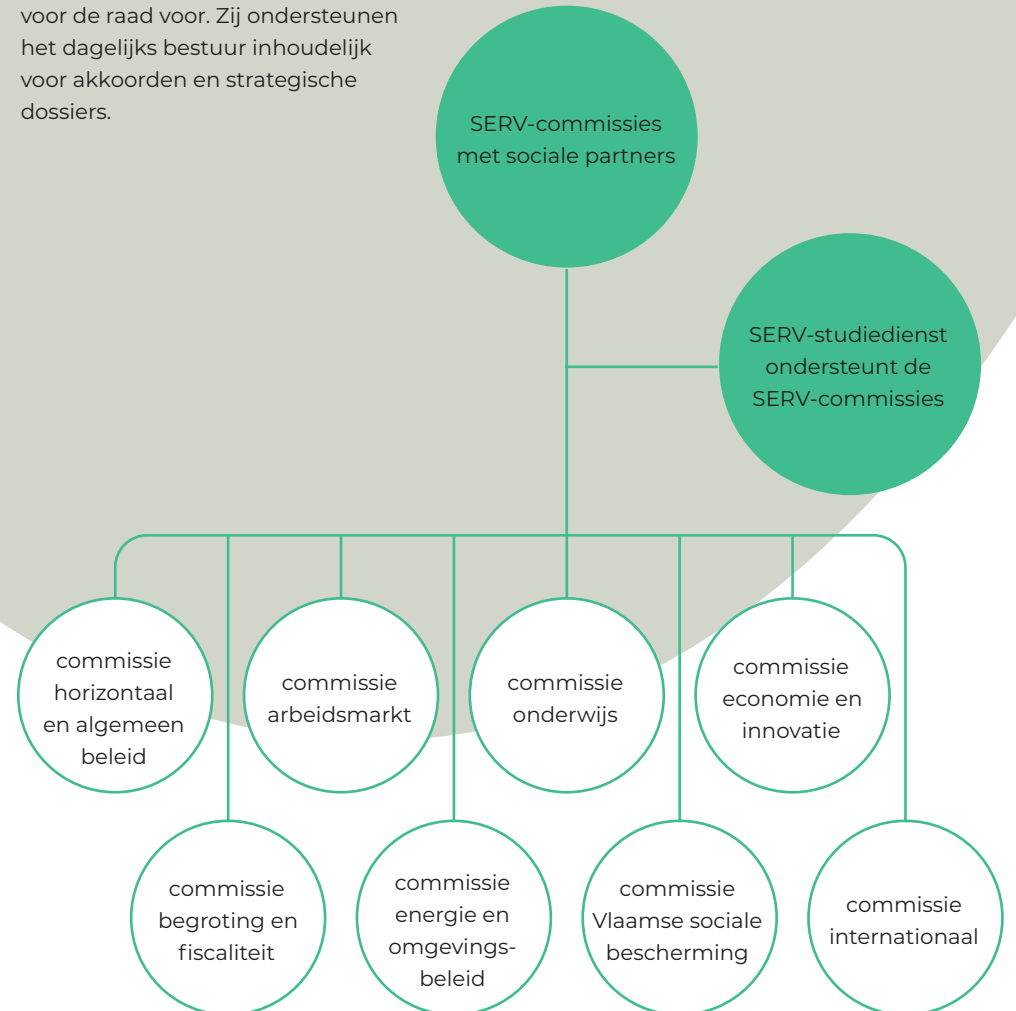 voor de raad voor. Zij ondersteunen
het dagelijks bestuur inhoudelijk
voor akkoorden en strategische
dossiers.
SERV-commissies
met sociale partners
SERV-studiedienst
ondersteunt de
SERV-commissies
commissie
horizontaal
en algemeen
beleid
commissie
arbeidsmarkt
commissie
onderwijs
commissie
economie en
innovatie
commissie
begroting en
fiscaliteit
commissie
energie en
omgevings-
beleid
commissie
Vlaamse sociale
bescherming
commissie
internationaal